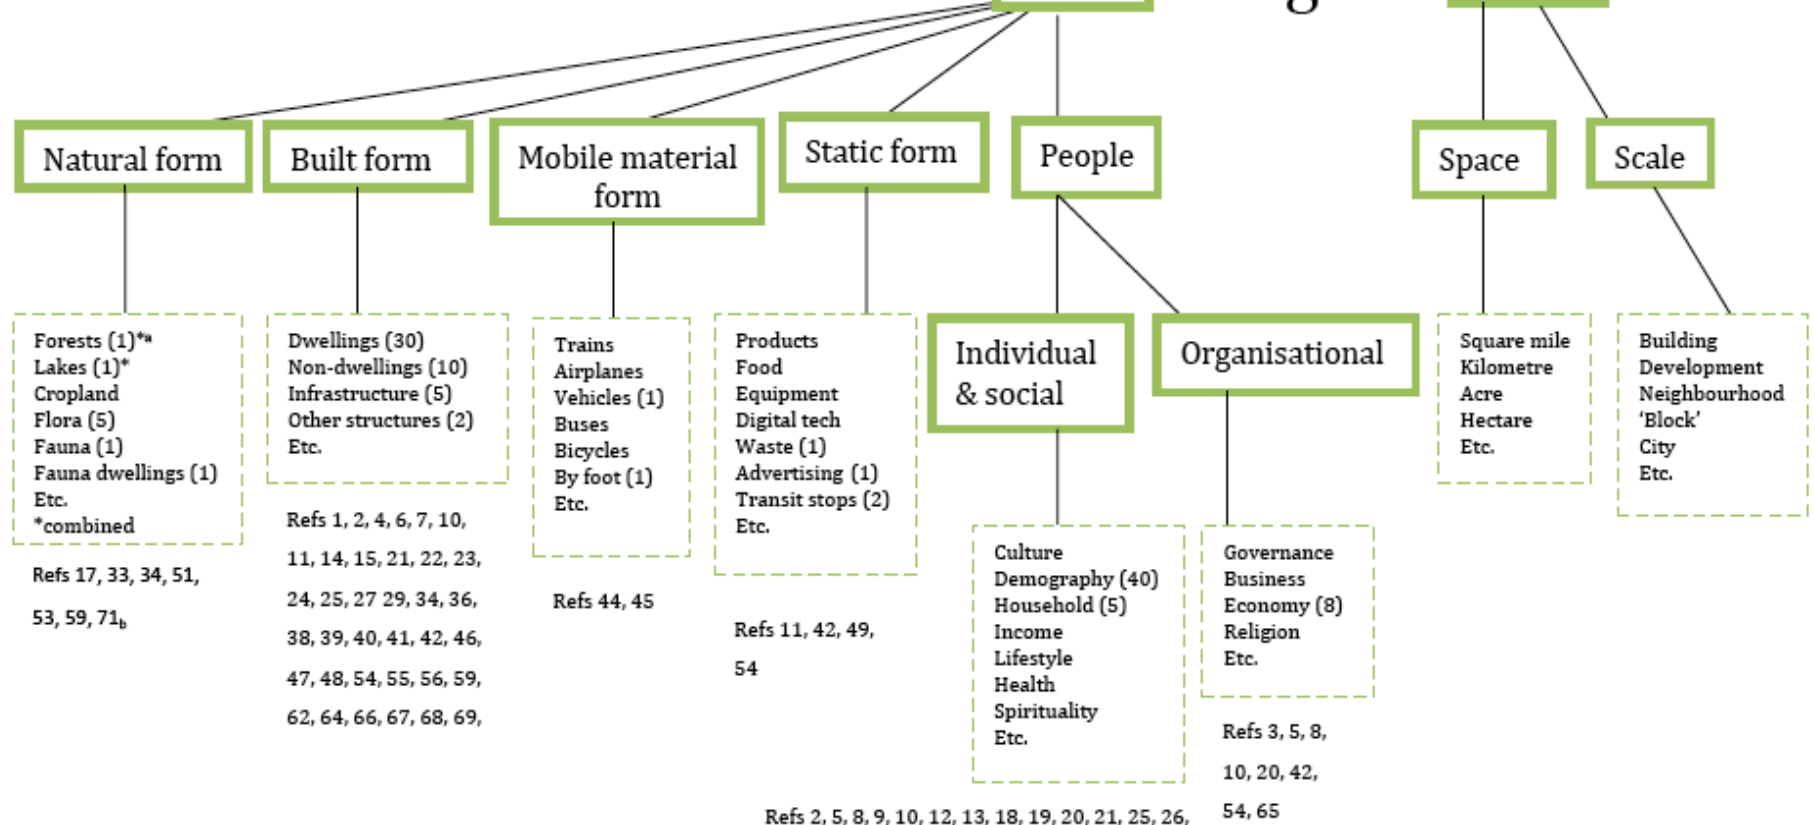 g
Natural form
Built form
Mobile material
form
Static form
People
Space
Scale
Forests (1)*ª
Lakes (1)*
Cropland
Flora (5)
Fauna (1)
Fauna dwellings (1)
Etc.
*combined
Refs 17, 33, 34, 51,
53, 59, 71b
Dwellings (30)
Non-dwellings (10)
Infrastructure (5)
Other structures (2)
Etc.
Refs 1, 2, 4, 6, 7, 10,
11, 14, 15, 21, 22, 23,
24, 25, 27 29, 34, 36,
38, 39, 40, 41, 42, 46,
47, 48, 54, 55, 56, 59,
62, 64, 66, 67, 68, 69,
Trains
Airplanes
Vehicles (1)
Buses
Bicycles
By foot (1)
Etc.
Refs 44, 45
Products
Food
Equipment
Digital tech
Waste (1)
Advertising (1)
Transit stops (2)
Etc.
Refs 11, 42, 49,
54
Individual
& social
Organisational
Culture
Demography (40)
Household (5)
Income
Lifestyle
Health
Spirituality
Etc.
Refs 2, 5, 8, 9, 10, 12, 13, 18, 19, 20, 21, 25, 26,
Governance
Business
Economy (8)
Religion
Etc.
Refs 3, 5, 8,
10, 20, 42,
54, 65
Square mile
Kilometre
Acre
Hectare
Etc.
Building
Development
Neighbourhood
‘Block’
City
Etc.